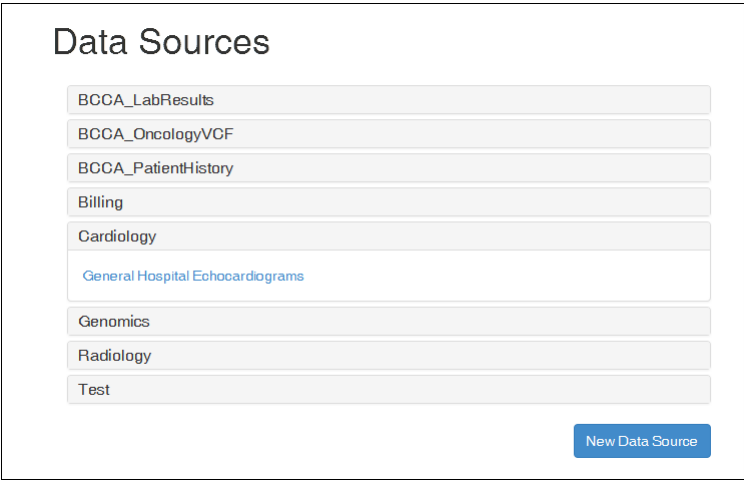 Data Sources
BCCA_LabResults
BCCA_OncologyVCF
BCCA_PatientHistory
Billing
Cardiology
General Hospital Echocardiograms
Genomics
Radiology
Test
New Data Source